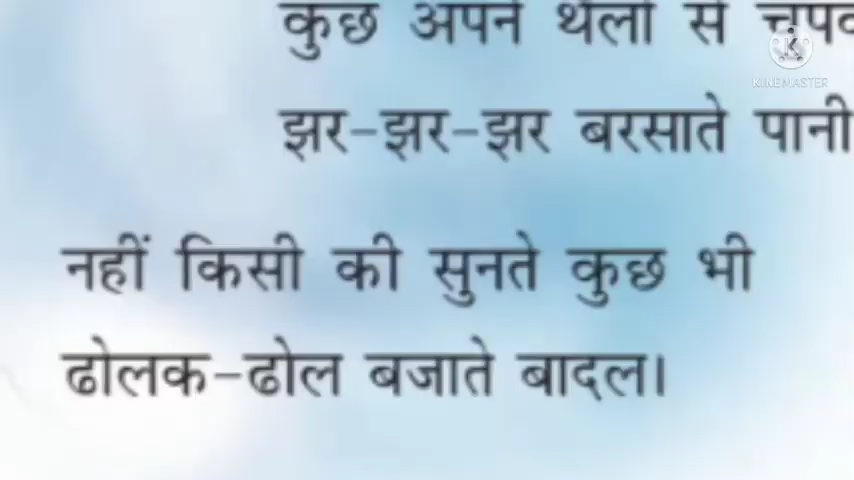 कुछ अपने थैलों से
KINEMASTER
झर-झर-झर बरसाते पानी
नहीं किसी की सुनते कुछ भी
ढोलक-ढोल बजाते बादल।